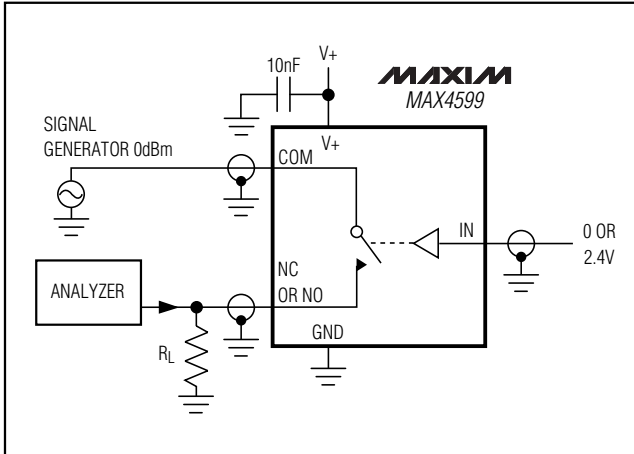 10nF
V+
MAXIM
MAX4599
SIGNAL
GENERATOR 0dBm
V+
COM
IN
0 OR
2.4V
NC
OR NO
ANALYZER
GND
RL